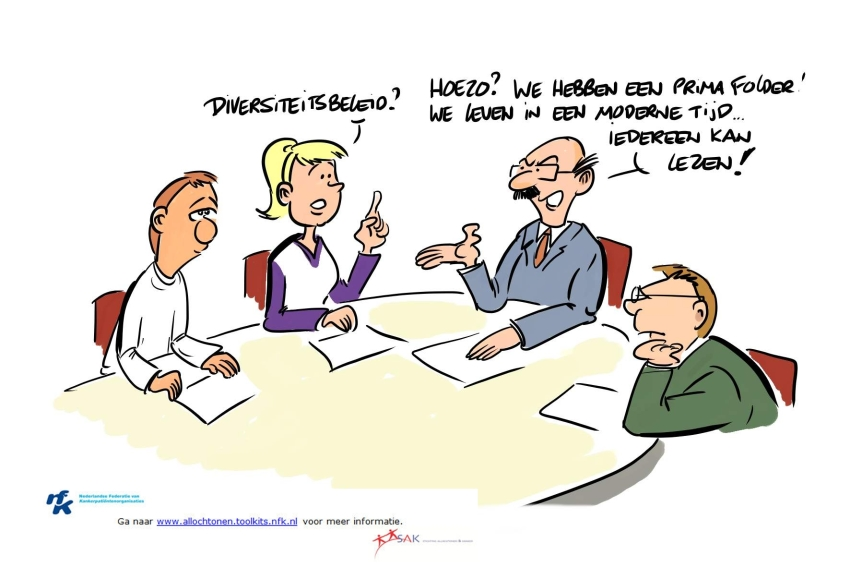 DIVERSITEITSBELEID?
HOEZO? WE HEBBEN EEN PRIMA FOLDER!
WE LEVEN IN EEN MODERNE TIJD...
IEDEREEN KAN
LEZEN!
nfk
Nederlandse Federatie van
Kankerpatiëntenorganisaties
Ga naar www.allochtonen.toolkits.nfk.nl voor meer informatie.
SAK